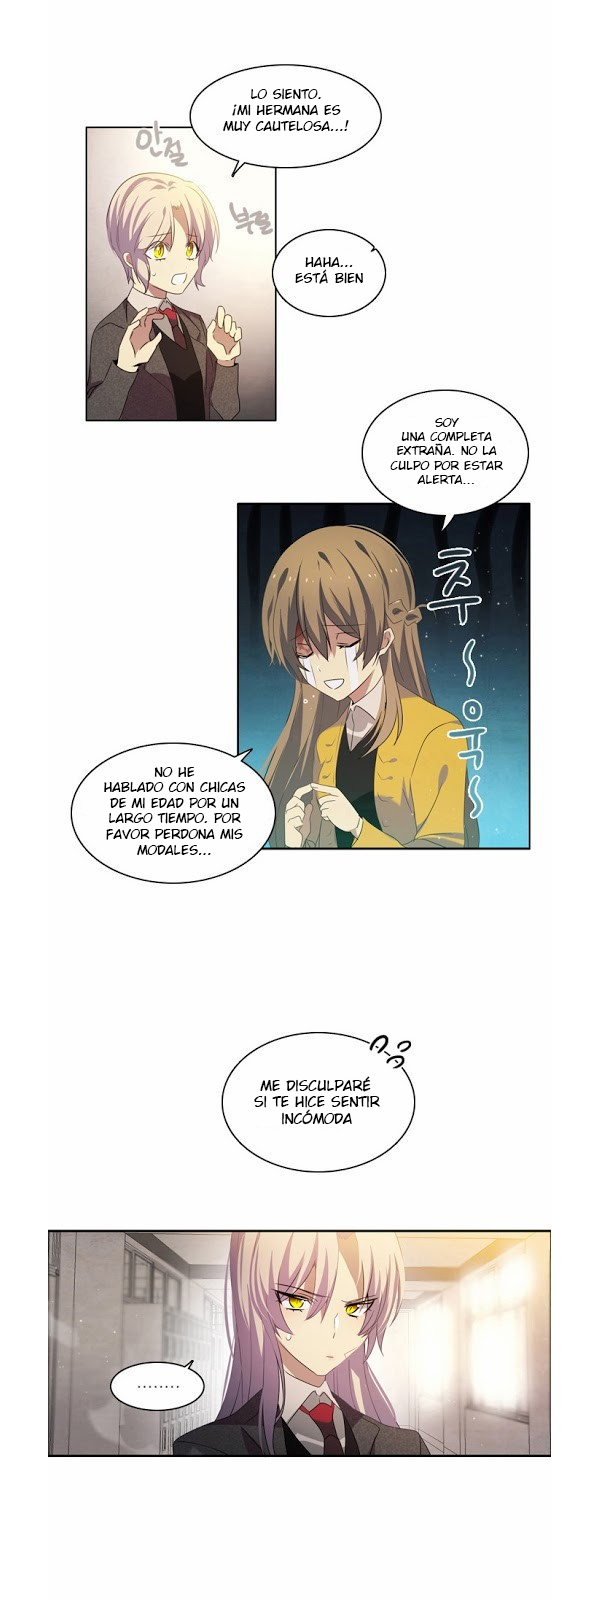 LO SIENTO.
¡MI HERMANA ES
MUY CAUTELOSA...!
안절
부절
HAHA...
ESTÁ BIEN
SOY
UNA COMPLETA
EXTRAÑA. NO LA
CULPO POR ESTAR
ALERTA...
추~욱~
NO HE
HABLADO CON CHICAS
DE MI EDAD POR UN
LARGO TIEMPO. POR
FAVOR PERDONA MIS
MODALES...
ME DISCULPARÉ
SI TE HICE SENTIR
INCÓMODA
........